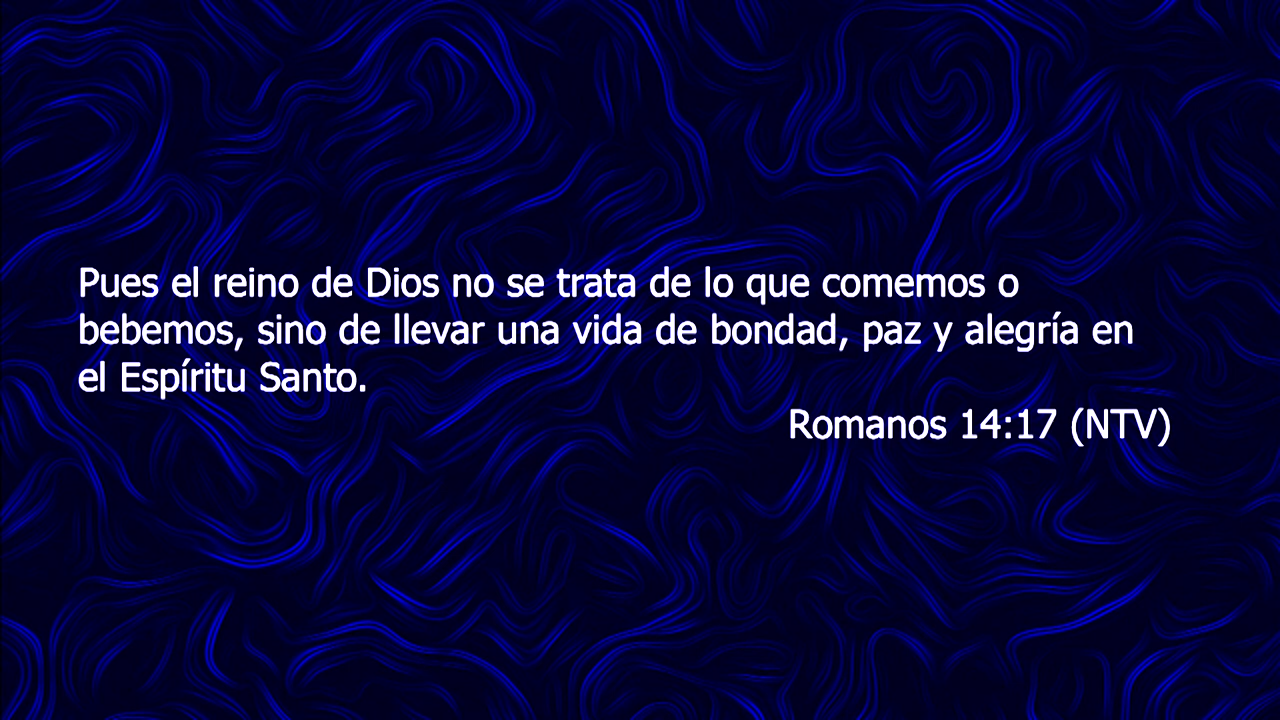 Pues el reino de Dios no se trata de lo que comemos o
bebemos, sino de llevar una vida de bondad, paz y alegría en
el Espíritu Santo.
Romanos 14:17 (NTV)